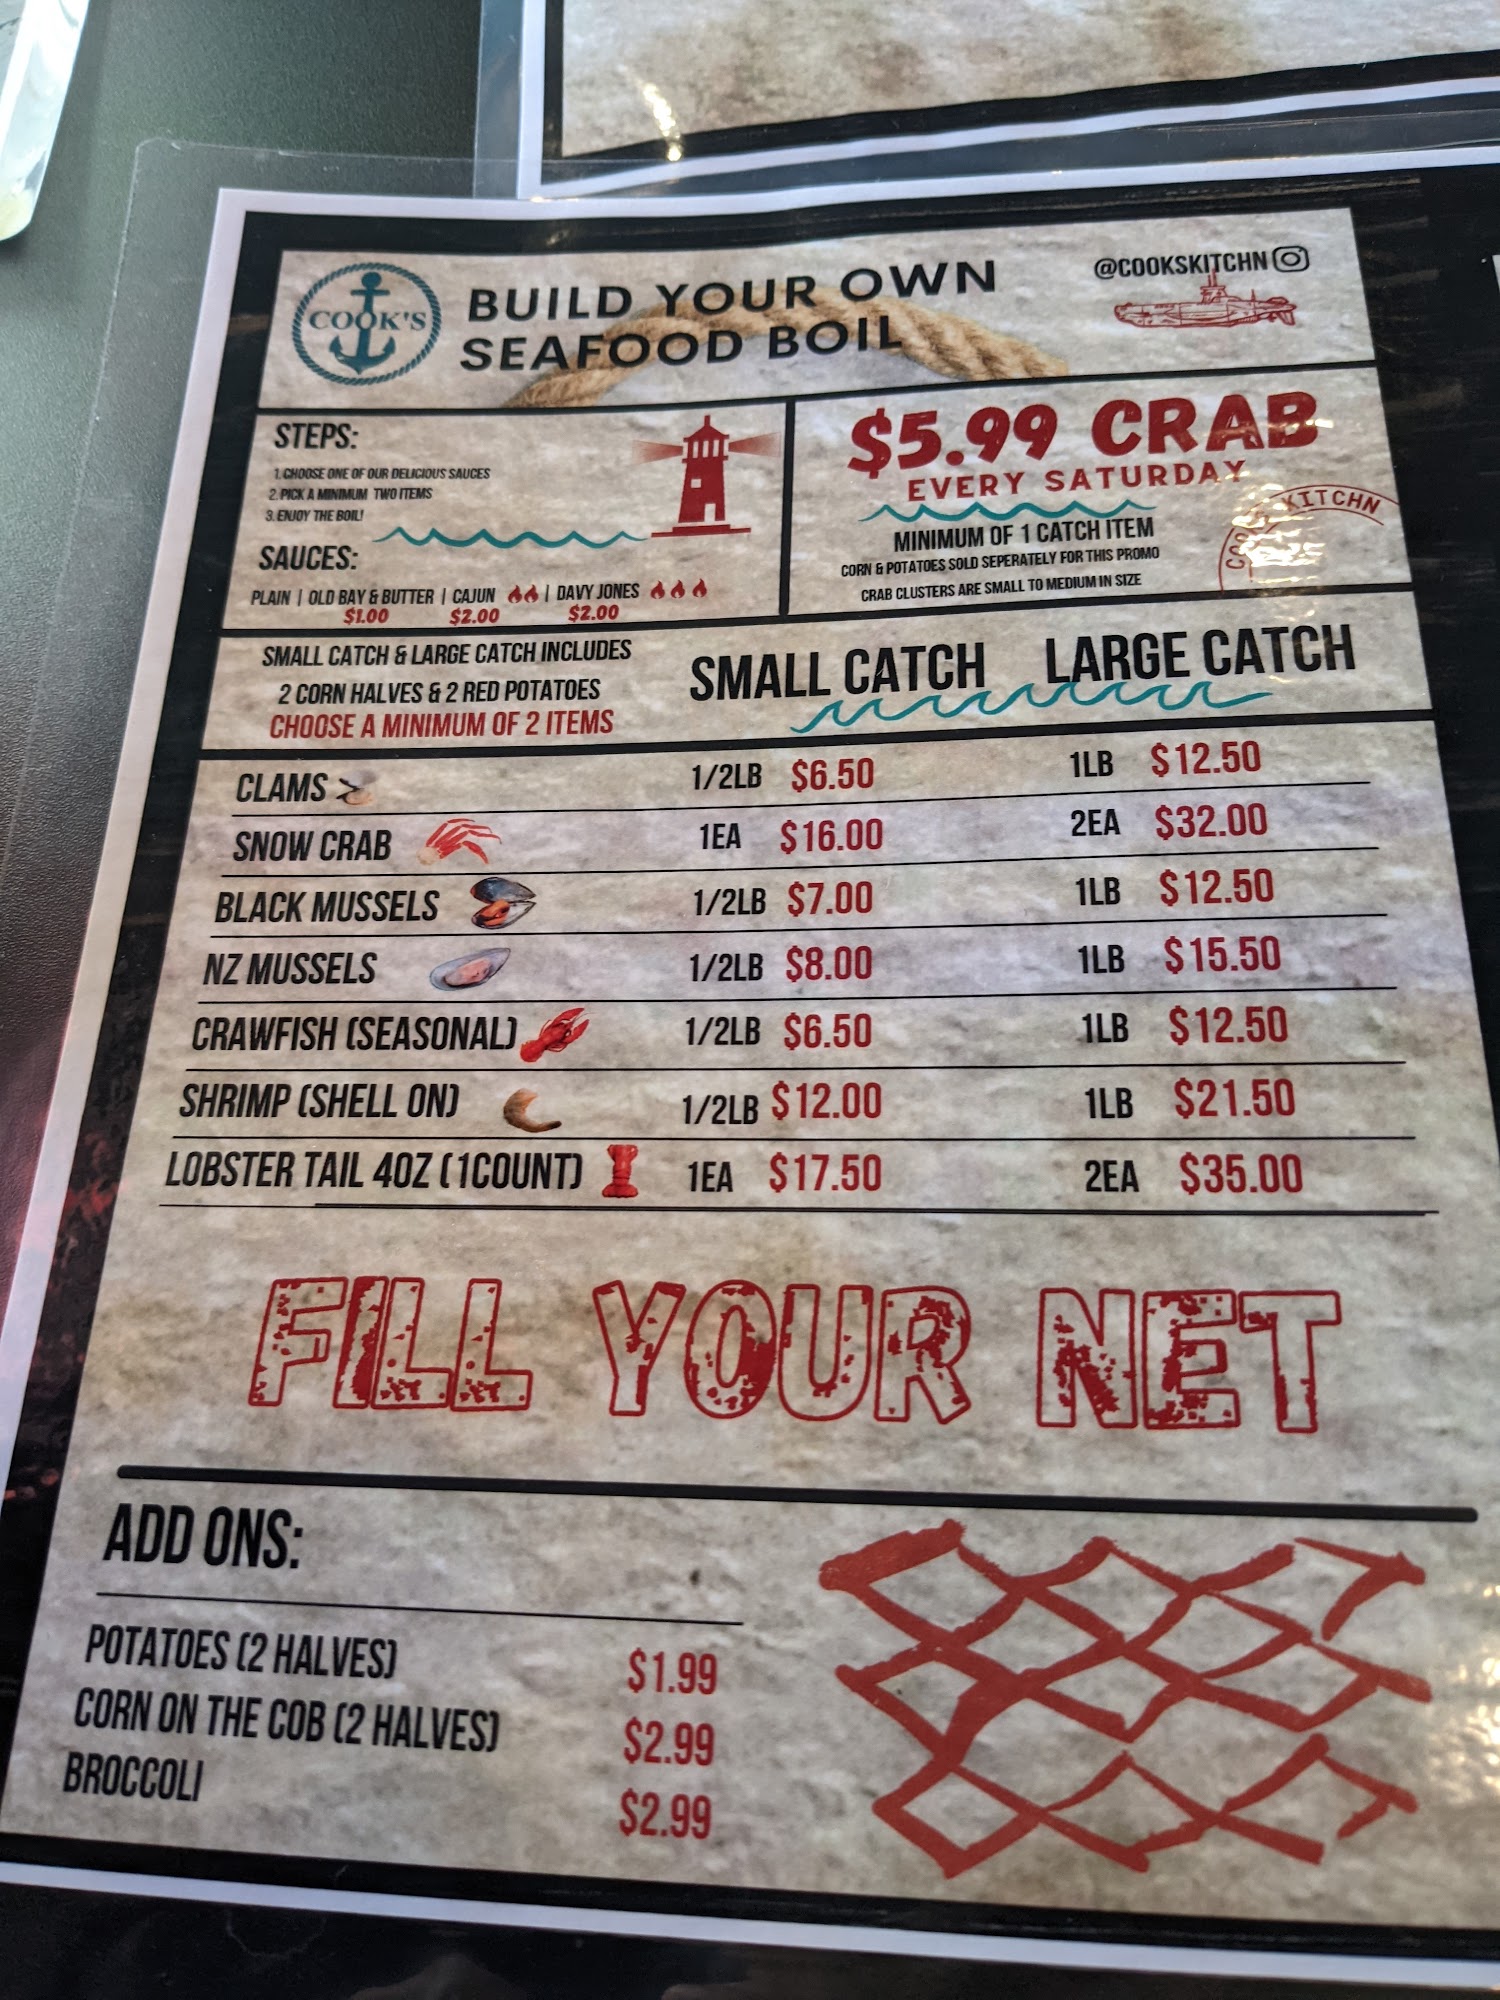 COOK'S
BUILD YOUR OWN
SEAFOOD BOIL
@COOKSKITCHN
STEPS:
1. CHOOSE ONE OF OUR DELICIOUS SAUCES
2. PICK A MINIMUM TWO ITEMS
3. ENJOY THE BOIL!
SAUCES:
PLAIN | OLD BAY & BUTTER | CAJUN | DAVY JONES
$1.00 $2.00 $2.00
$5.99 CRAB
EVERY SATURDAY
MINIMUM OF 1 CATCH ITEM
CORN & POTATOES SOLD SEPERATELY FOR THIS PROMO
CRAB CLUSTERS ARE SMALL TO MEDIUM IN SIZE
KITCHN
SMALL CATCH & LARGE CATCH INCLUDES
2 CORN HALVES & 2 RED POTATOES
CHOOSE A MINIMUM OF 2 ITEMS
SMALL CATCH LARGE CATCH
CLAMS 1/2LB $6.50 1LB $12.50
SNOW CRAB 1EA $16.00 2EA $32.00
BLACK MUSSELS 1/2LB $7.00 1LB $12.50
NZ MUSSELS 1/2LB $8.00 1LB $15.50
CRAWFISH (SEASONAL) 1/2LB $6.50 1LB $12.50
SHRIMP (SHELL ON) 1/2LB $12.00 1LB $21.50
LOBSTER TAIL 4OZ (1COUNT) 1EA $17.50 2EA $35.00
FILL YOUR NET
ADD ONS:
POTATOES (2 HALVES) $1.99
CORN ON THE COB (2 HALVES) $2.99
BROCCOLI $2.99